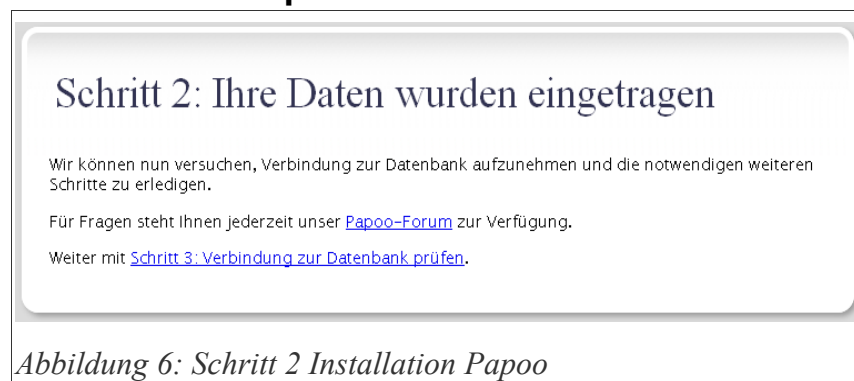 Schritt 2: Ihre Daten wurden eingetragen
Wir können nun versuchen, Verbindung zur Datenbank aufzunehmen und die notwendigen weiteren
Schritte zu erledigen.
Für Fragen steht Ihnen jederzeit unser Papoo-Forum zur Verfügung.
Weiter mit Schritt 3: Verbindung zur Datenbank prüfen.
Abbildung 6: Schritt 2 Installation Papoo